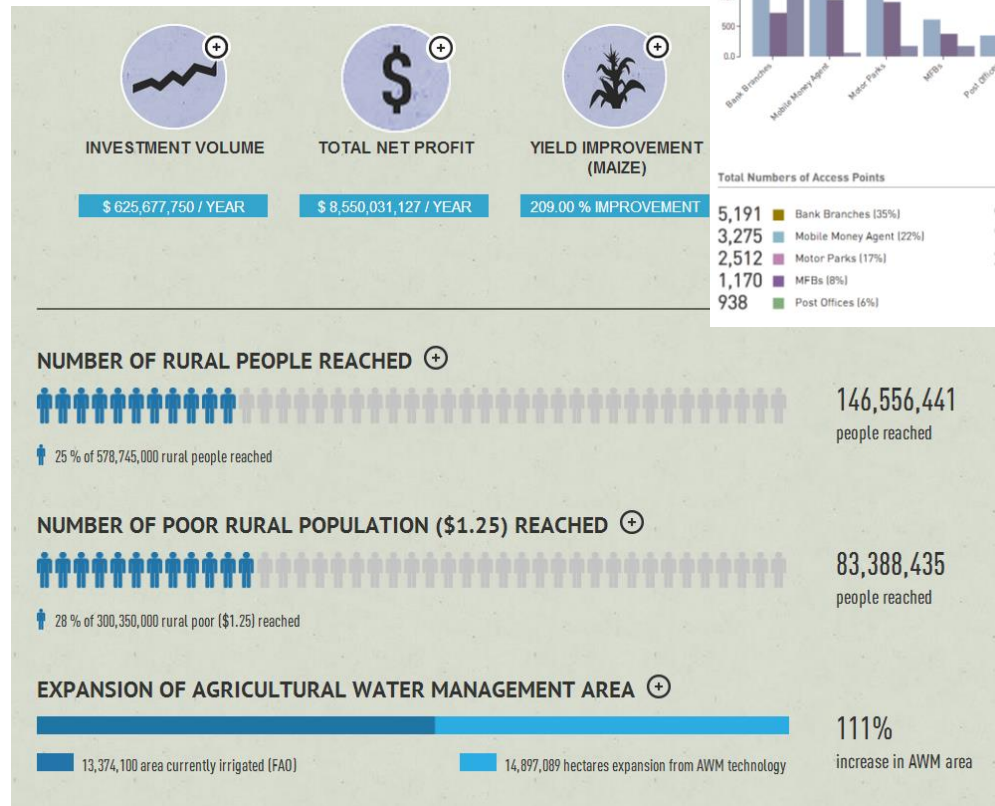 INVESTMENT VOLUME
$ 625,677,750 / YEAR
TOTAL NET PROFIT
$ 8,550,031,127 / YEAR
YIELD IMPROVEMENT
(MAIZE)
209.00 % IMPROVEMENT
500
0.0
Bank Branches
Mobile Money Agent
Motor Parks
MFBs
Total Numbers of Access Points
5,191 Bank Branches (35%)
3,275 Mobile Money Agent (22%)
2,512 Motor Parks (17%)
1,170 MFBs (8%)
938 Post Offices (6%)
NUMBER OF RURAL PEOPLE REACHED
146,556,441
people reached
25 % of 578,745,000 rural people reached
NUMBER OF POOR RURAL POPULATION ($1.25) REACHED
83,388,435
people reached
28 % of 300,350,000 rural poor ($1.25) reached
EXPANSION OF AGRICULTURAL WATER MANAGEMENT AREA
111%
increase in AWM area
13,374,100 area currently irrigated (FAO)
14,897,089 hectares expansion from AWM technology